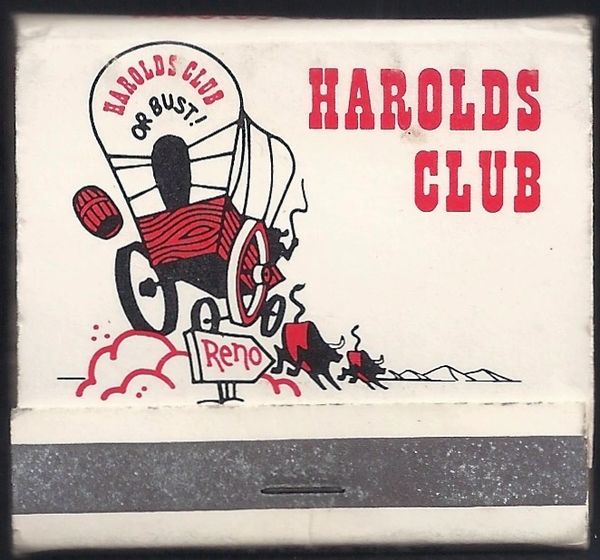 HAROLDS CLUB
OR BUST!
HAROLDS
CLUB
Reno